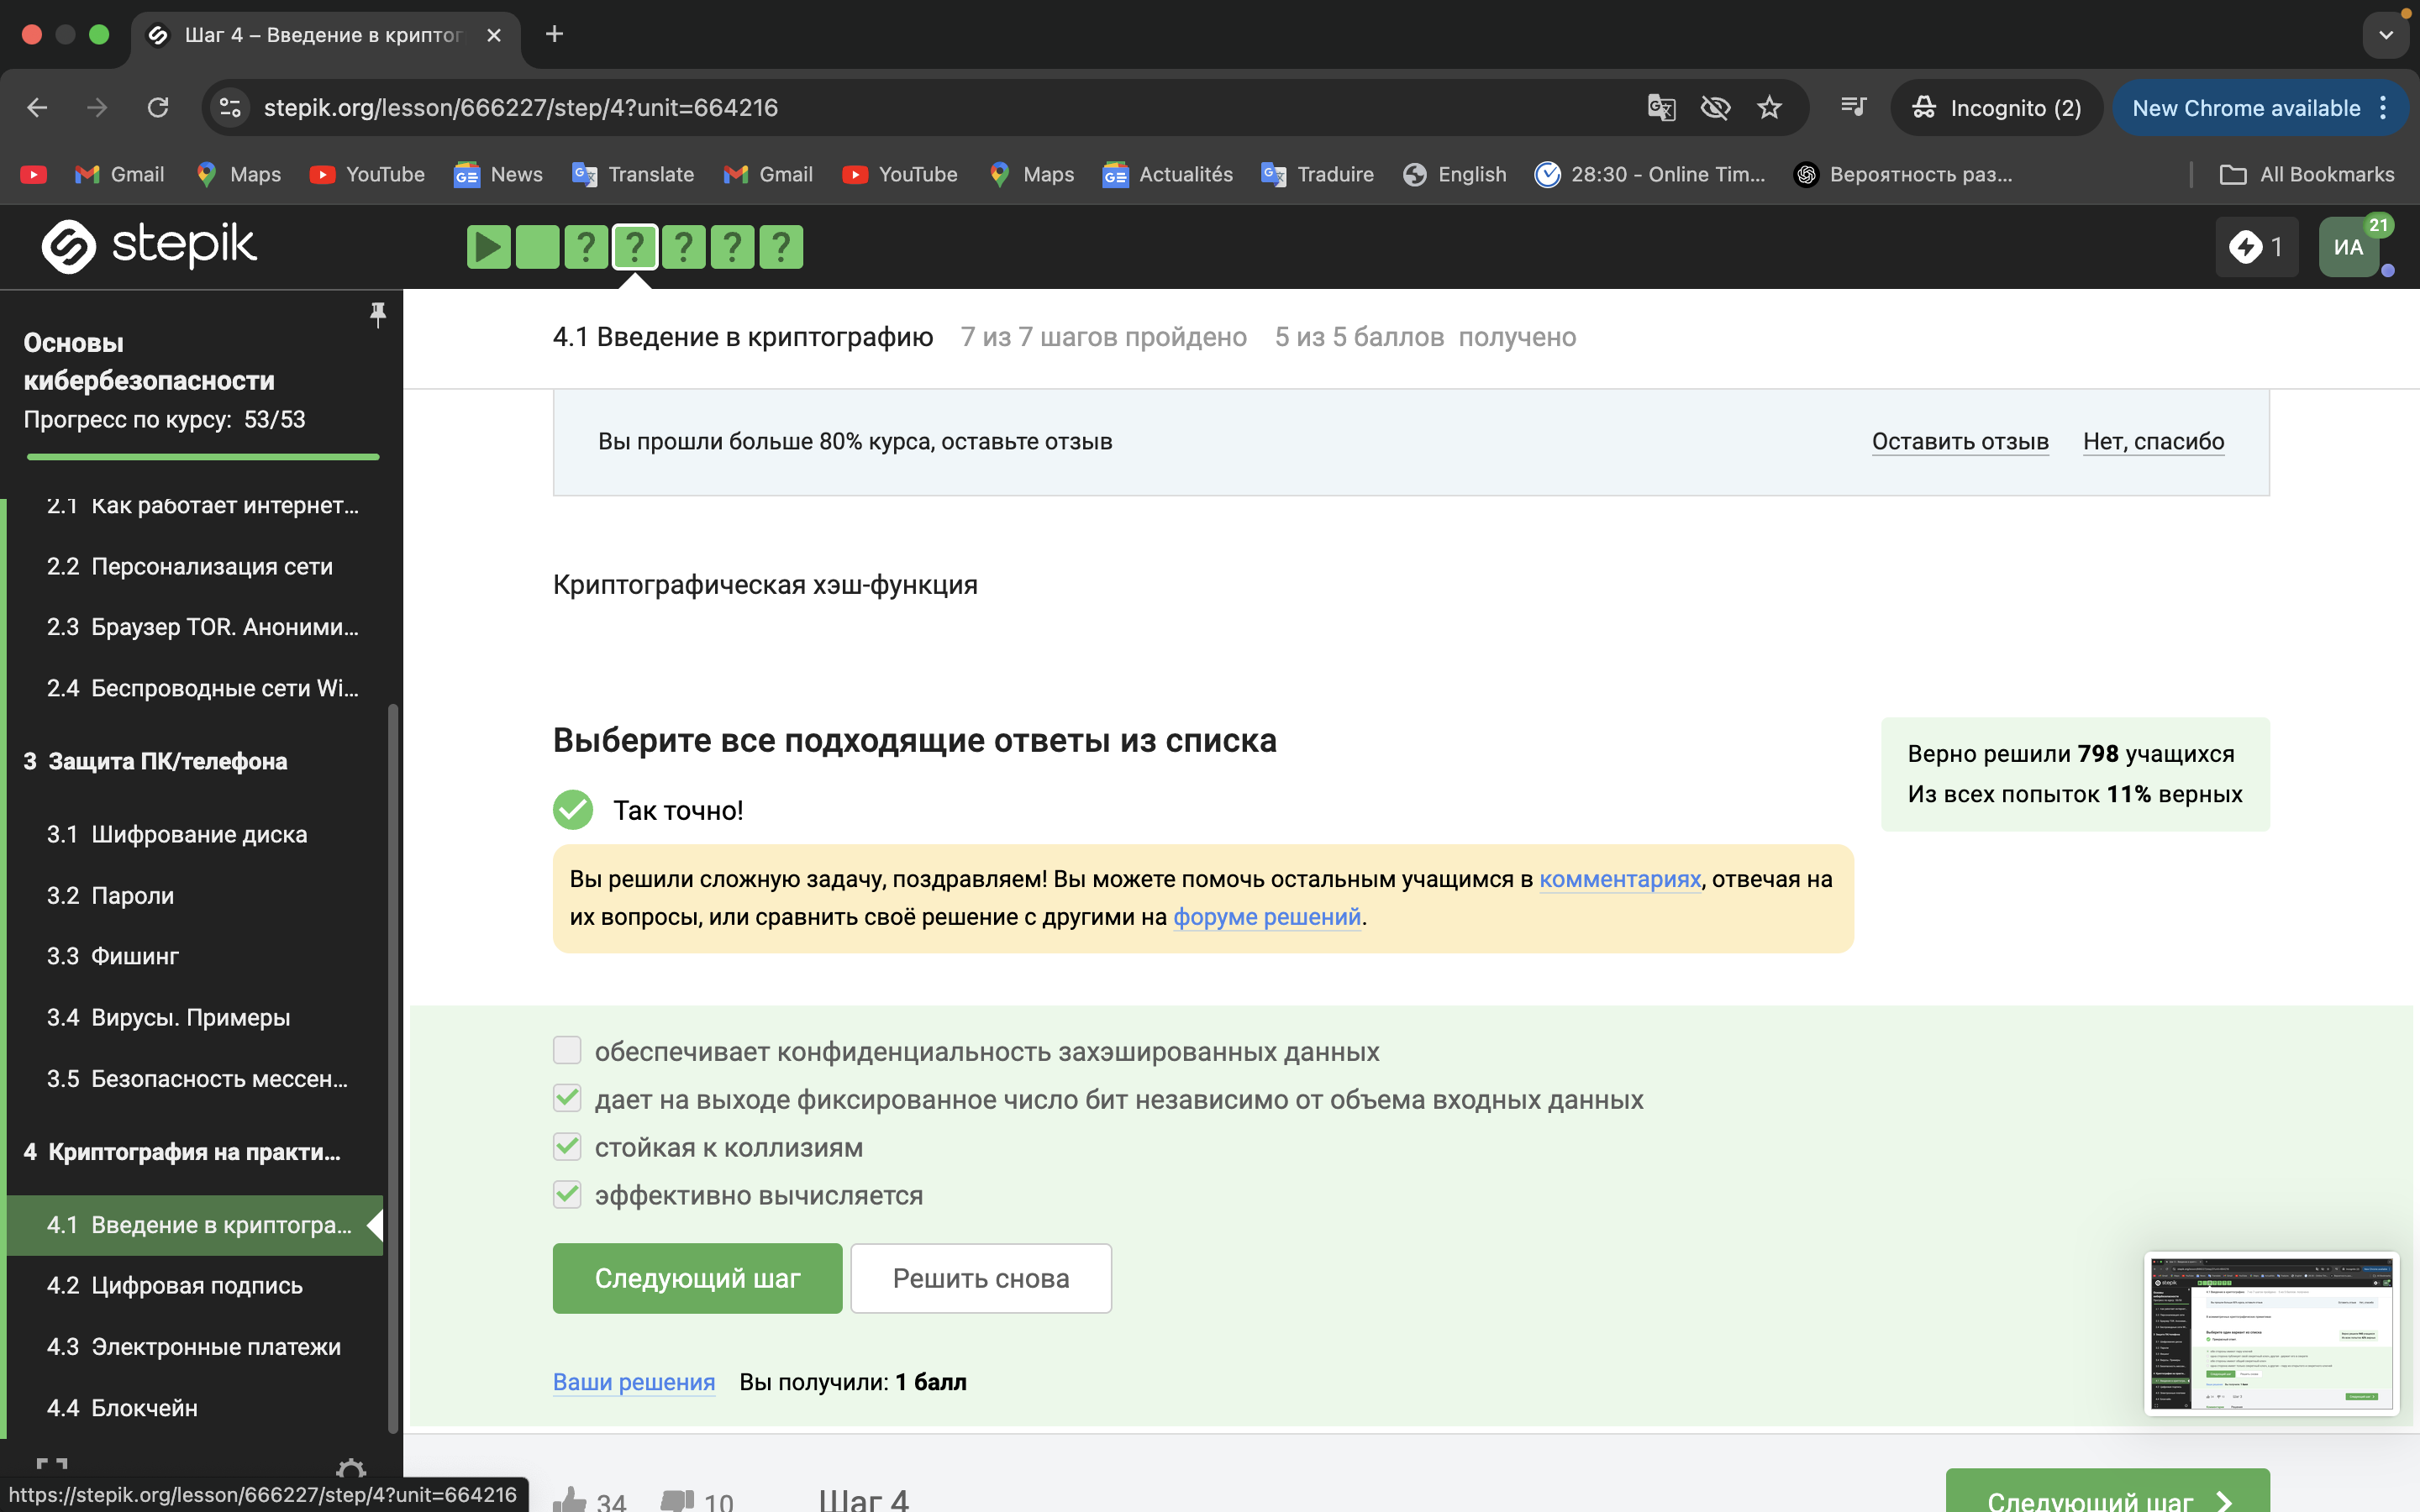 Шаг 4 – Введение в криптог
stepik.org/lesson/666227/step/4?unit=664216
Incognito (2)
New Chrome available
Gmail
Maps
YouTube
News
Translate
Gmail
YouTube
Maps
Actualités
Traduire
English
28:30 - Online Tim...
Вероятность раз...
All Bookmarks
stepik
? ? ? ? ?
1
ИА
21
Основы
кибербезопасности
Прогресс по курсу: 53/53
2.1 Как работает интернет...
2.2 Персонализация сети
2.3 Браузер TOR. Аноними...
2.4 Беспроводные сети Wi...
3 Защита ПК/телефона
3.1 Шифрование диска
3.2 Пароли
3.3 Фишинг
3.4 Вирусы. Примеры
3.5 Безопасность мессен...
4 Криптография на практи...
4.1 Введение в криптогра...
4.2 Цифровая подпись
4.3 Электронные платежи
4.4 Блокчейн
https://stepik.org/lesson/666227/step/4?unit=664216
4.1 Введение в криптографию 7 из 7 шагов пройдено 5 из 5 баллов получено
Вы прошли больше 80% курса, оставьте отзыв
Оставить отзыв
Нет, спасибо
Криптографическая хэш-функция
Выберите все подходящие ответы из списка
Верно решили 798 учащихся
Из всех попыток 11% верных
Так точно!
Вы решили сложную задачу, поздравляем! Вы можете помочь остальным учащимся в комментариях, отвечая на
их вопросы, или сравнить своё решение с другими на форуме решений.
обеспечивает конфиденциальность захэшированных данных
дает на выходе фиксированное число бит независимо от объема входных данных
стойкая к коллизиям
эффективно вычисляется
Следующий шаг
Решить снова
Ваши решения Вы получили: 1 балл
34
10
Шаг 4
Следующий шаг